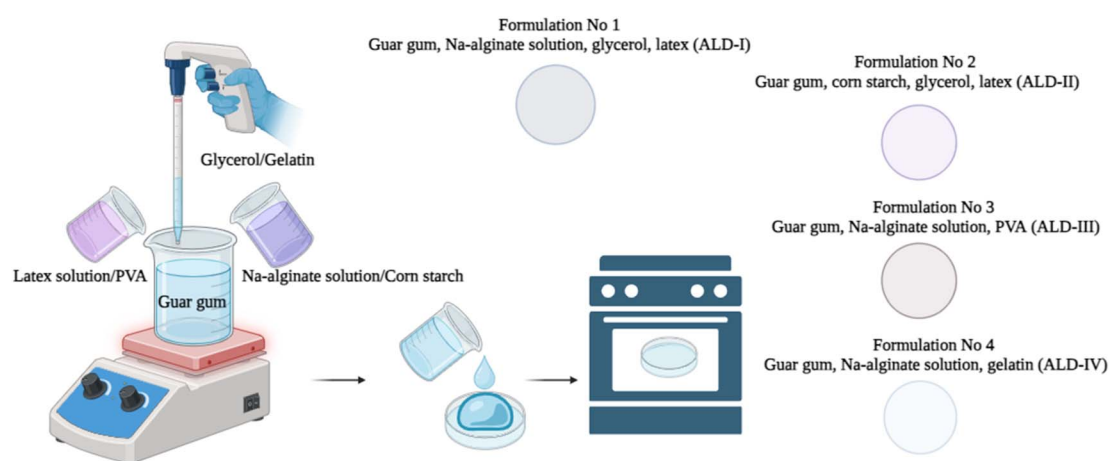 Formulation No 1
Guar gum, Na-alginate solution, glycerol, latex (ALD-I)
Formulation No 2
Guar gum, corn starch, glycerol, latex (ALD-II)
Glycerol/Gelatin
Formulation No 3
Guar gum, Na-alginate solution, PVA (ALD-III)
Latex solution/PVA
Na-alginate solution/Corn starch
Guar gum
Formulation No 4
Guar gum, Na-alginate solution, gelatin (ALD-IV)